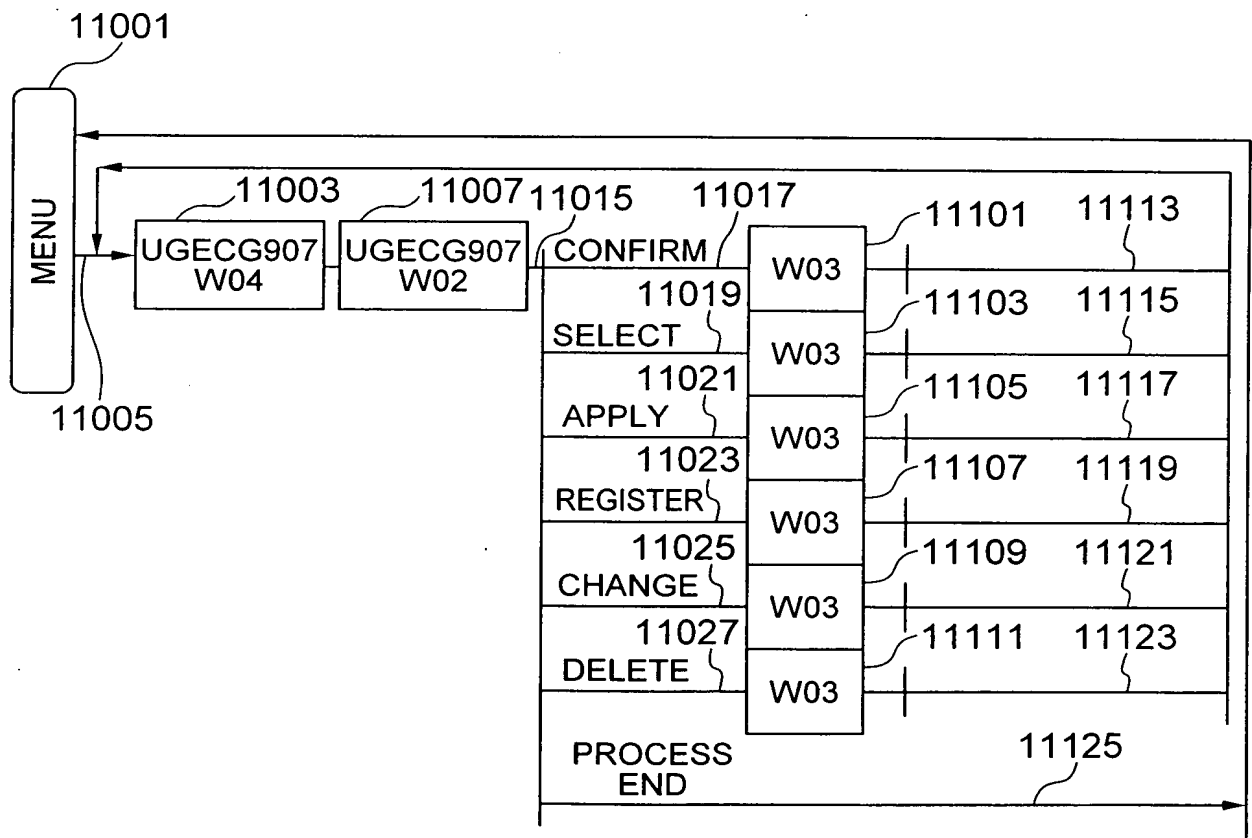 11001
11003
11007
11015
11017
11101
11113
MENU
UGECG907
W04
UGECG907
W02
CONFIRM
W03
11005
11019
11103
11115
SELECT
W03
11021
11105
11117
APPLY
W03
11023
11107
11119
REGISTER
W03
11025
11109
11121
CHANGE
W03
11027
11111
11123
DELETE
W03
PROCESS
END
11125